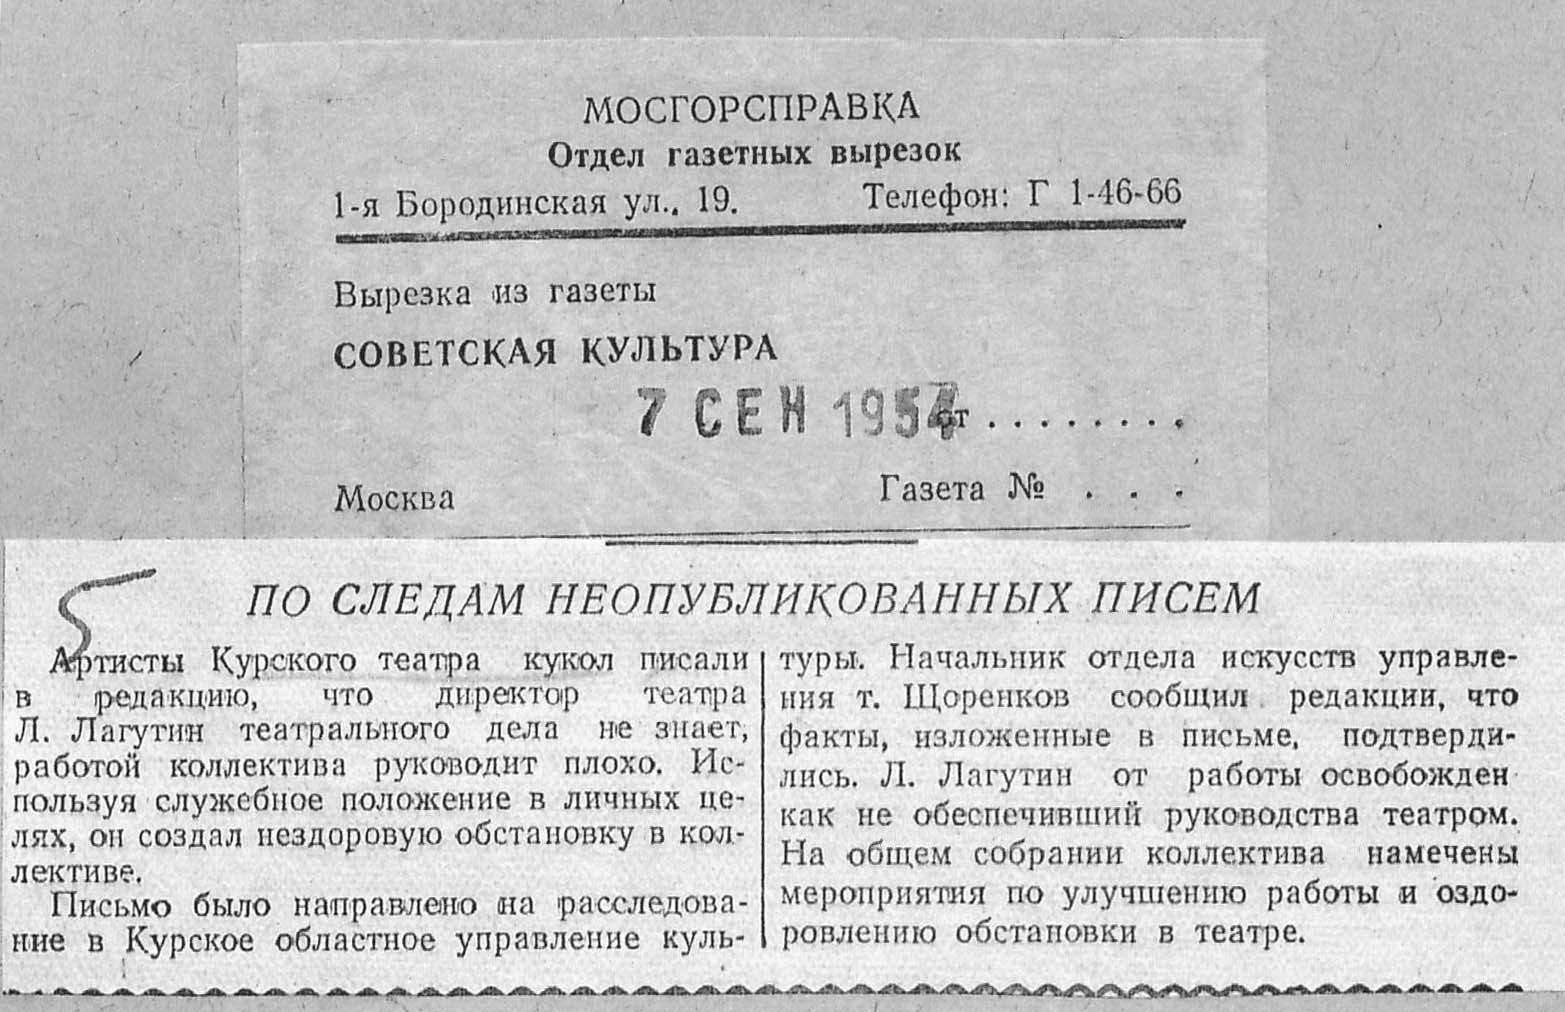 МОСГОРСПРАВКА
Отдел газетных вырезок
1-я Бородинская ул., 19. Телефон: Г 1-46-66
Вырезка из газеты
СОВЕТСКАЯ КУЛЬТУРА
7 СЕН 1954 от . . . . . . . . .
Москва Газета № . . .
5
ПО СЛЕДАМ НЕОПУБЛИКОВАННЫХ ПИСЕМ
Артисты Курского театра кукол писали
в редакцию, что директор театра
Л. Лагутин театрального дела не знает,
работой коллектива руководит плохо. Ис-
пользуя служебное положение в личных це-
лях, он создал нездоровую обстановку в кол-
лективе.
Письмо было направлено на расследова-
ние в Курское областное управление куль-
туры. Начальник отдела искусств управле-
ния т. Щоренков сообщил редакции, что
факты, изложенные в письме, подтверди-
лись. Л. Лагутин от работы освобожден
как не обеспечивший руководства театром.
На общем собрании коллектива намечены
мероприятия по улучшению работы и оздо-
ровлению обстановки в театре.